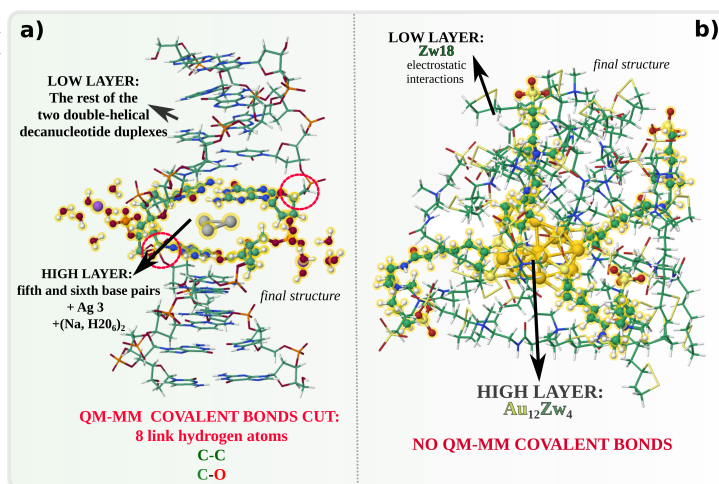 a)
LOW LAYER:
The rest of the
two double-helical
decanucleotide duplexes
HIGH LAYER:
fifth and sixth base pairs
+ Ag 3
+(Na, H20₆)₂
final structure
QM-MM COVALENT BONDS CUT:
8 link hydrogen atoms
C-C
C-O
b)
LOW LAYER:
Zw18
electrostatic
interactions
final structure
HIGH LAYER:
Au₁₂Zw₄
NO QM-MM COVALENT BONDS